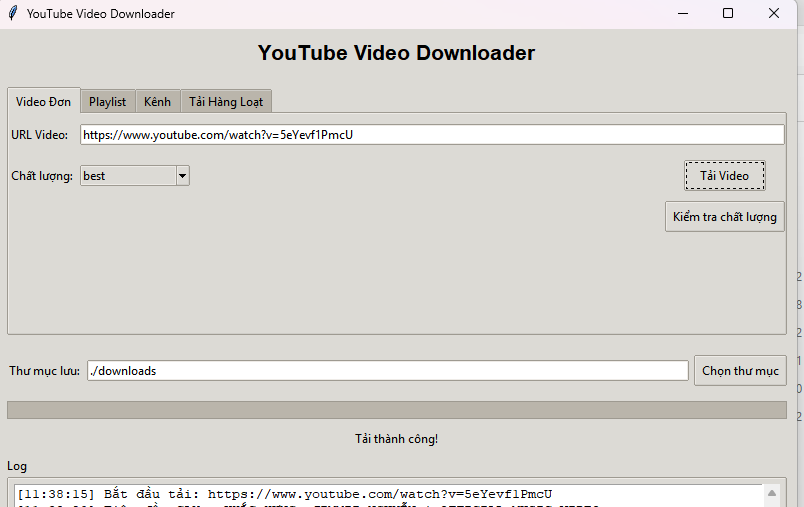 YouTube Video Downloader
YouTube Video Downloader
Video Đơn Playlist Kênh Tải Hàng Loạt
URL Video: https://www.youtube.com/watch?v=5eYevf1PmcU
Chất lượng: best Tải Video
Kiểm tra chất lượng
Thư mục lưu: ./downloads Chọn thư mục
Tải thành công!
Log
[11:38:15] Bắt đầu tải: https://www.youtube.com/watch?v=5eYevf1PmcU